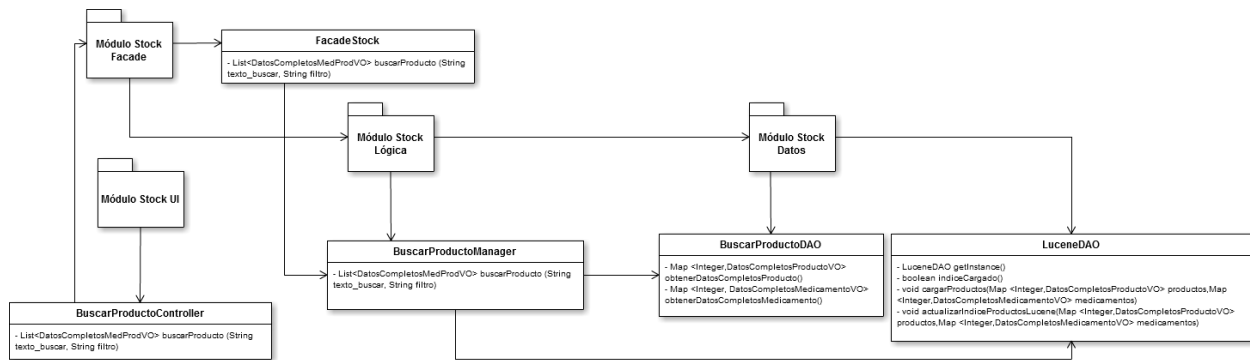 Módulo Stock
Facade
FacadeStock
- List<DatosCompletosMedProdVO> buscarProducto (String
texto_buscar, String filtro)
Módulo Stock
Lógica
Módulo Stock
Datos
Módulo Stock UI
BuscarProductoManager
- List<DatosCompletosMedProdVO> buscarProducto (String
texto_buscar, String filtro)
BuscarProductoDAO
- Map <Integer,DatosCompletosProductoVO>
obtenerDatosCompletosProducto()
- Map <Integer, DatosCompletosMedicamentoVO>
obtenerDatosCompletosMedicamento()
LuceneDAO
- LuceneDAO getInstance()
- boolean indiceCargado()
- void cargarProductos(Map <Integer,DatosCompletosProductoVO> productos,Map
<Integer,DatosCompletosMedicamentoVO> medicamentos)
- void actualizarIndiceProductosLucene(Map <Integer,DatosCompletosProductoVO>
productos,Map <Integer,DatosCompletosMedicamentoVO> medicamentos)
BuscarProductoController
- List<DatosCompletosMedProdVO> buscarProducto (String
texto_buscar, String filtro)